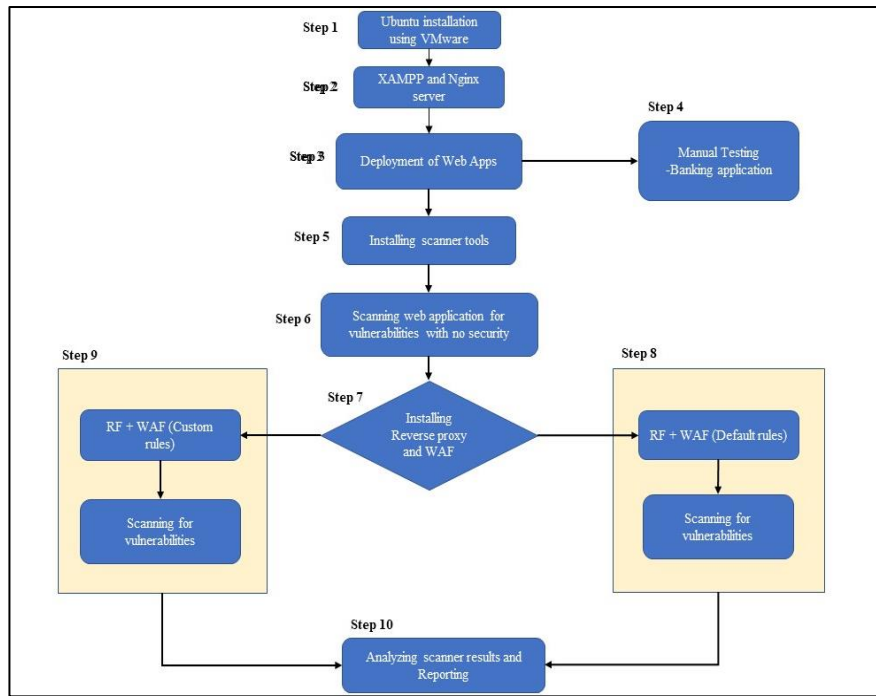 Step 1
Ubuntu installation
using VMware
Step 2
XAMPP and Nginx
server
Step 3
Deployment of Web Apps
Step 4
Manual Testing
-Banking application
Step 5
Installing scanner tools
Step 6
Scanning web application for
vulnerabilities with no security
Step 7
Installing
Reverse proxy
and WAF
Step 9
RF + WAF (Custom
rules)
Scanning for
vulnerabilities
Step 8
RF + WAF (Default rules)
Scanning for
vulnerabilities
Step 10
Analyzing scanner results and
Reporting